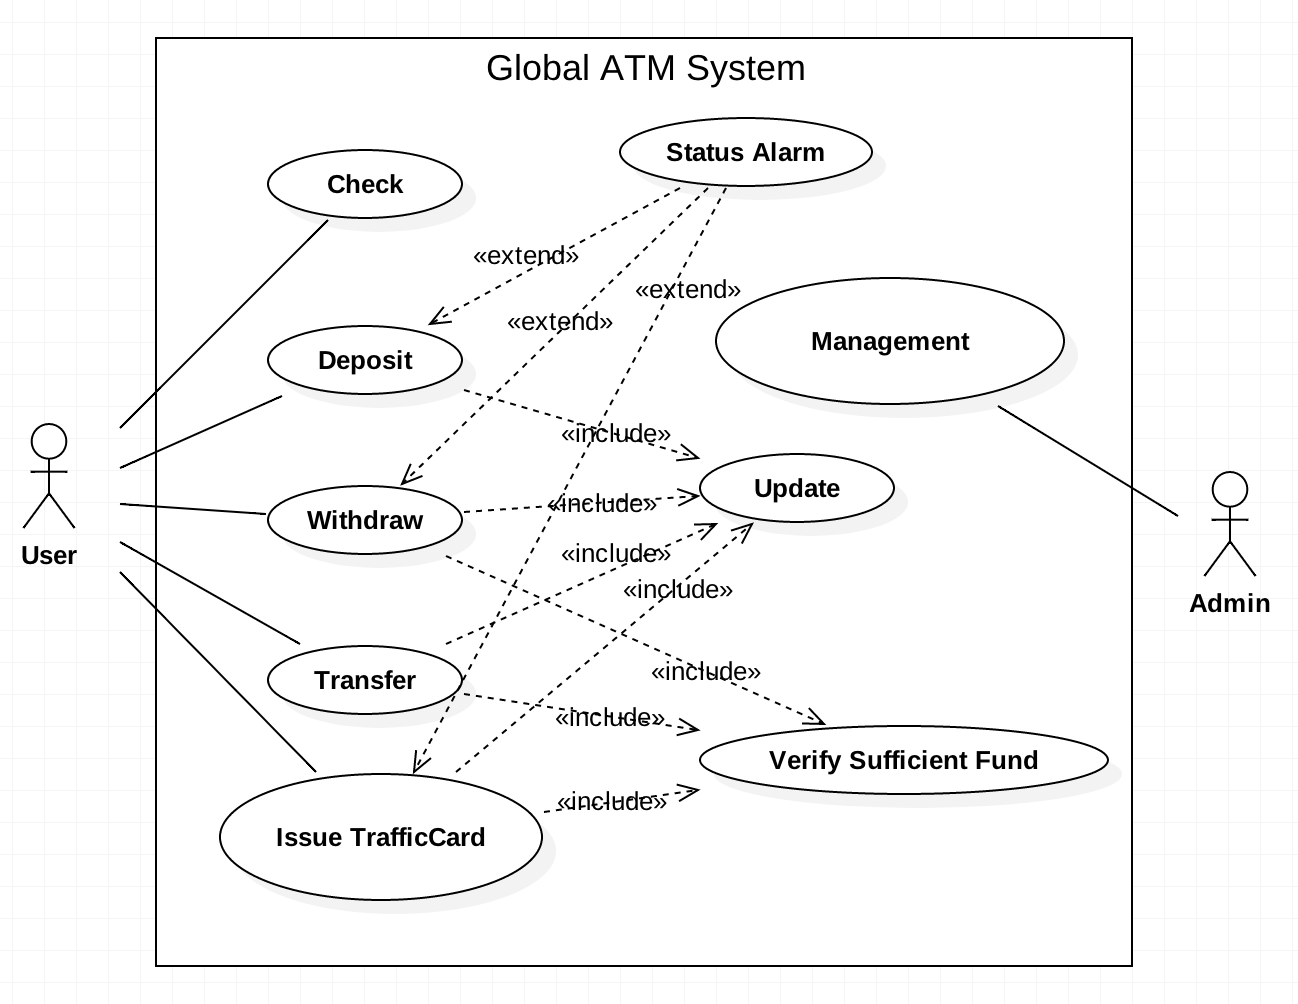 Global ATM System
Status Alarm
Check
«extend»
«extend»
«extend»
Management
Deposit
«include»
Update
«include»
Withdraw
User
«include»
«include»
Admin
«include»
Transfer
«include»
Verify Sufficient Fund
«include»
Issue TrafficCard